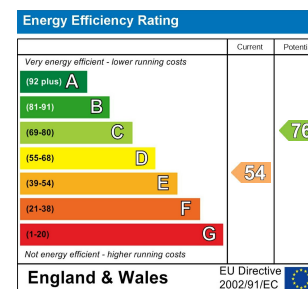 Energy Efficiency Rating
Current Potenti
Very energy efficient - lower running costs
(92 plus) A
(81-91) B
(69-80) C
76
(55-68) D
54
(39-54) E
(21-38) F
(1-20) G
Not energy efficient - higher running costs
England & Wales
EU Directive
2002/91/EC